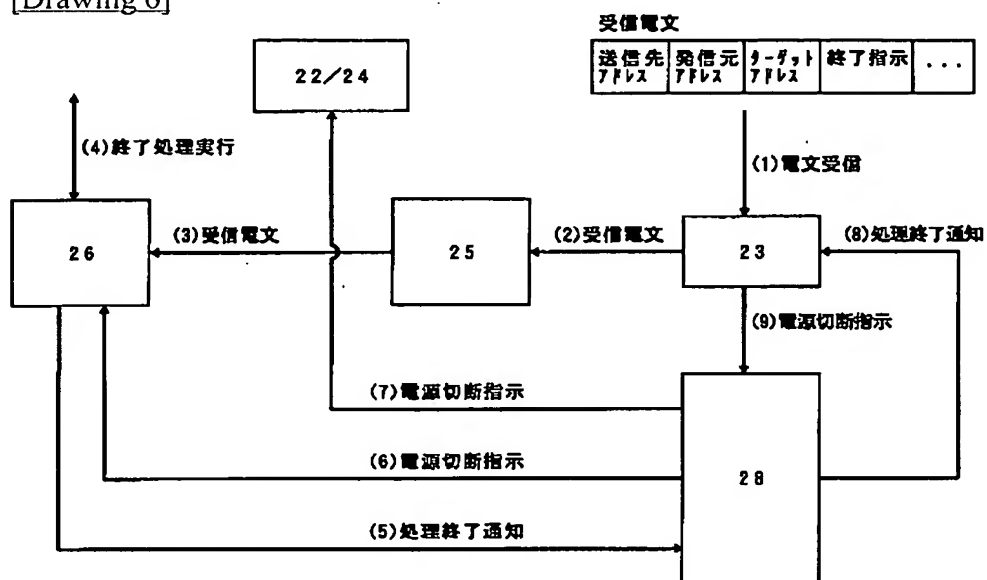 [Drawing 6]
受信電文
送信先アドレス 発信元アドレス ターゲットアドレス 終了指示 ...
22/24
(4)終了処理実行
(1)電文受信
26
(3)受信電文
25
(2)受信電文
23
(8)処理終了通知
(9)電源切断指示
(7)電源切断指示
(6)電源切断指示
28
(5)処理終了通知